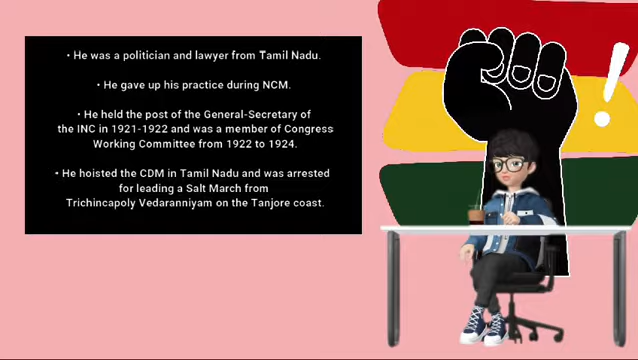 • He was a politician and lawyer from Tamil Nadu.
• He gave up his practice during NCM.
• He held the post of the General-Secretary of
the INC in 1921-1922 and was a member of Congress
Working Committee from 1922 to 1924.
• He hoisted the CDM in Tamil Nadu and was arrested
for leading a Salt March from
Trichincapoly Vedaranniyam on the Tanjore coast.